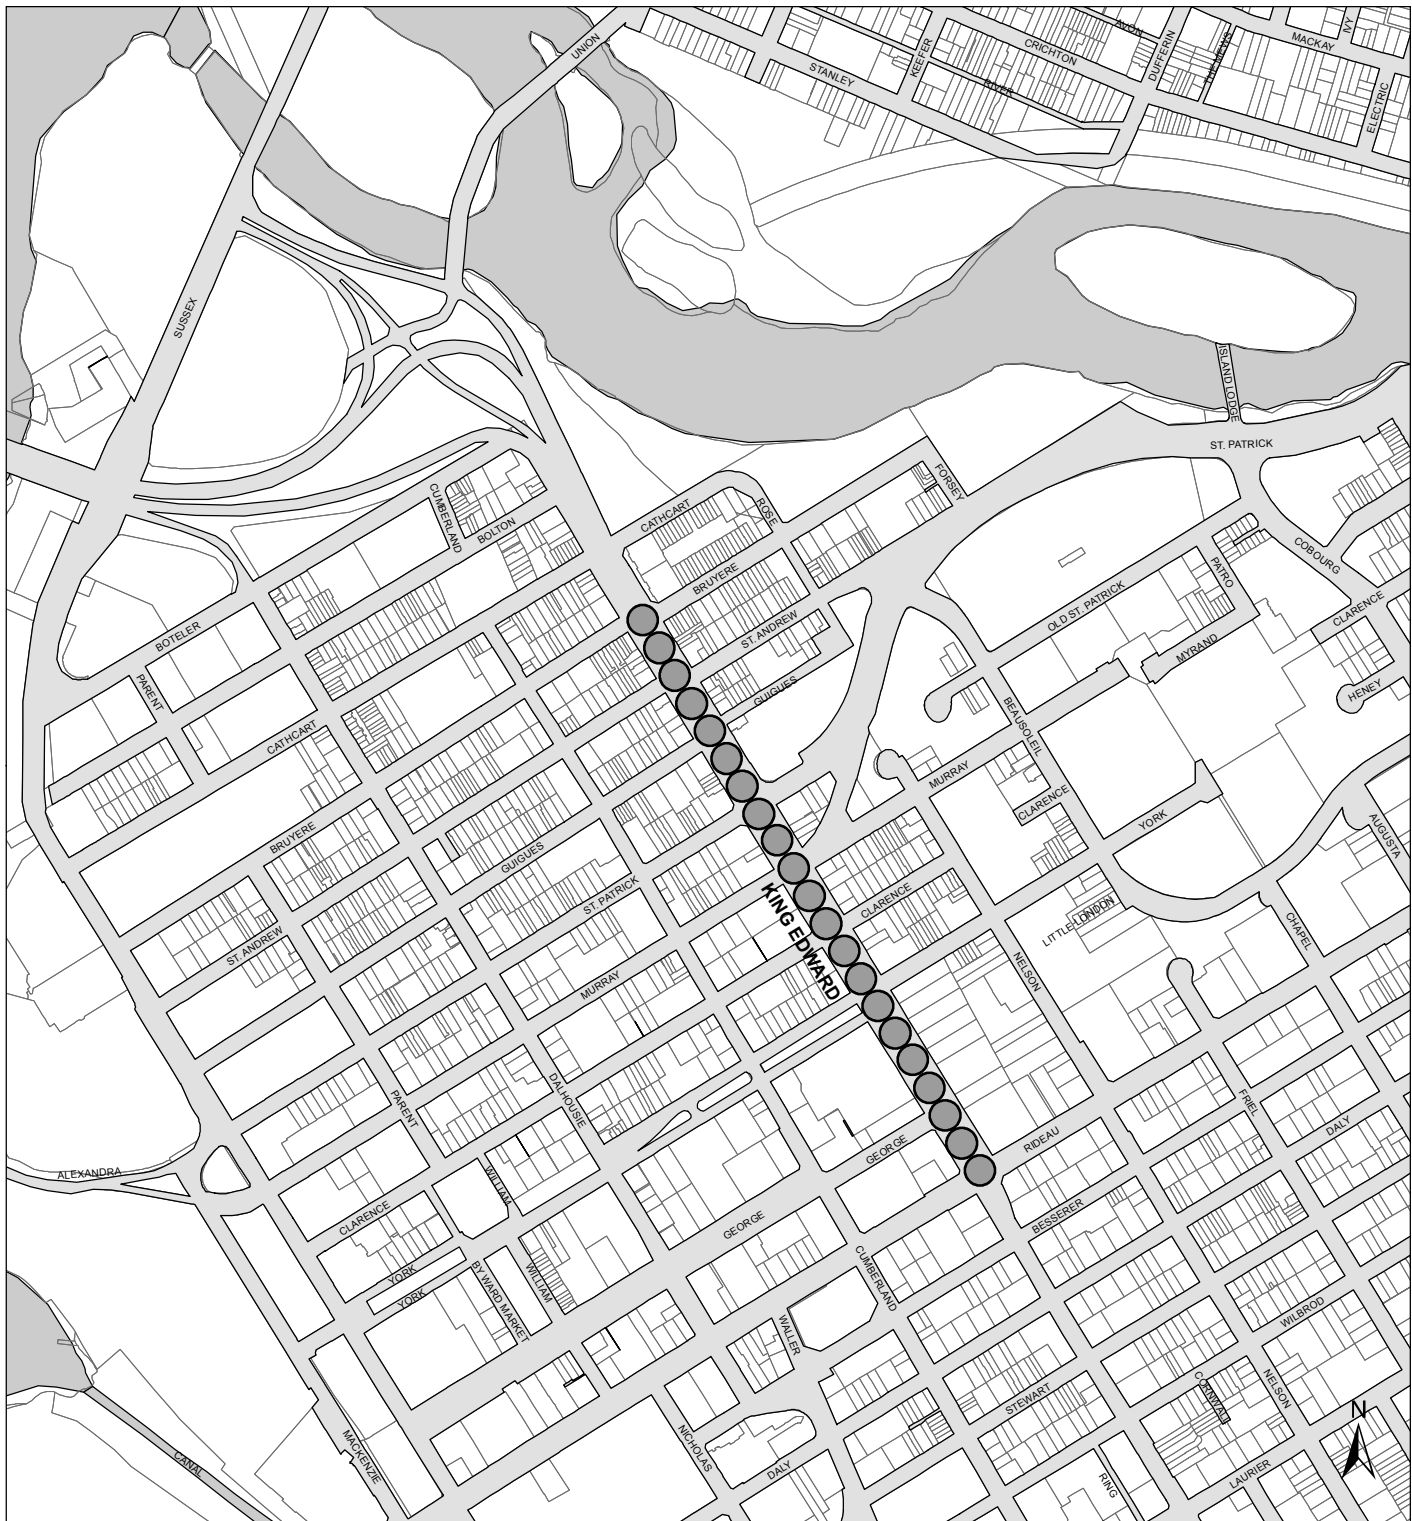 AVON
IVY
UNION
CRICHTON
DUFFERIN
THE MEWS
MACKAY
KEEFER
STANLEY
RIVER
ELECTRIC
SUSSEX
ISLAND LODGE
ST. PATRICK
FORSEY
CUMBERLAND
BOLTON
CATHCART
ROSE
COBOURG
BRUYERE
PATRO
OLD ST. PATRICK
CLARENCE
BOTELER
ST. ANDREW
MYRAND
PARENT
GUIGUES
HENEY
BEAUSOLEIL
CATHCART
MURRAY
CLARENCE
YORK
AUGUSTA
BRUYERE
GUIGUES
ST. PATRICK
CLARENCE
KING EDWARD
LITTLE LONDON
CHAPEL
ST. ANDREW
NELSON
MURRAY
DALHOUSIE
PARENT
FRIEL
DALY
RIDEAU
GEORGE
ALEXANDRA
WILLIAM
CLARENCE
GEORGE
BESSERER
YORK
YORK
BY WARD MARKET
WILLIAM
CUMBERLAND
WALLER
WILBROD
STEWART
CORNWALL
NELSON
N
MACKENZIE
NICHOLAS
CANAL
DALY
RING
LAURIER